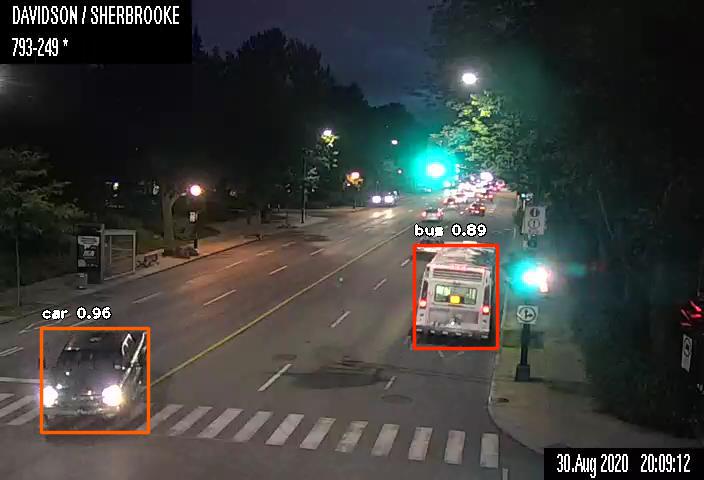 DAVIDSON / SHERBROOKE
793-249 *
bus 0.89
car 0.96
30.Aug 2020 20:09:12